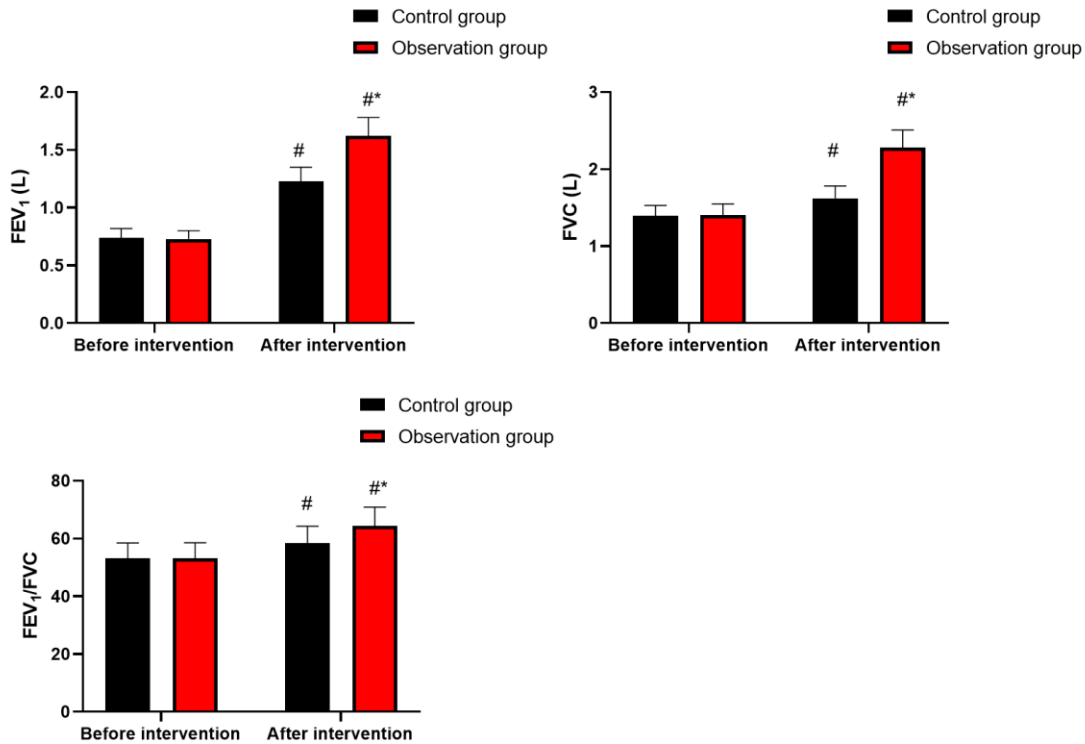 Control group
Observation group
2.0
1.5
1.0
0.5
0.0
FEV₁ (L)
#
#*
Before intervention
After intervention
Control group
Observation group
3
2
1
0
FVC (L)
#
#*
Before intervention
After intervention
Control group
Observation group
80
60
40
20
0
FEV₁/FVC
#
#*
Before intervention
After intervention